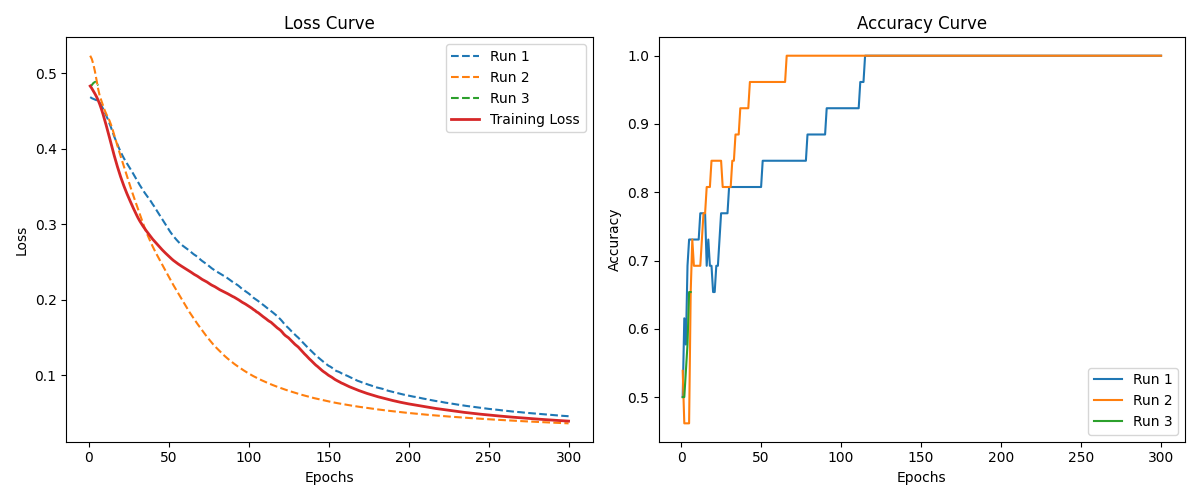 Loss Curve
Loss
0.5
0.4
0.3
0.2
0.1
0
50
100
150
200
250
300
Epochs
Run 1
Run 2
Run 3
Training Loss
Accuracy Curve
Accuracy
1.0
0.9
0.8
0.7
0.6
0.5
0
50
100
150
200
250
300
Epochs
Run 1
Run 2
Run 3